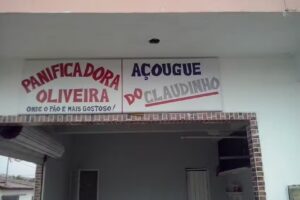 PANIFICADORA
OLIVEIRA
ONDE O PÃO É MAIS GOSTOSO!
AÇOUGUE
DO CLAUDINHO